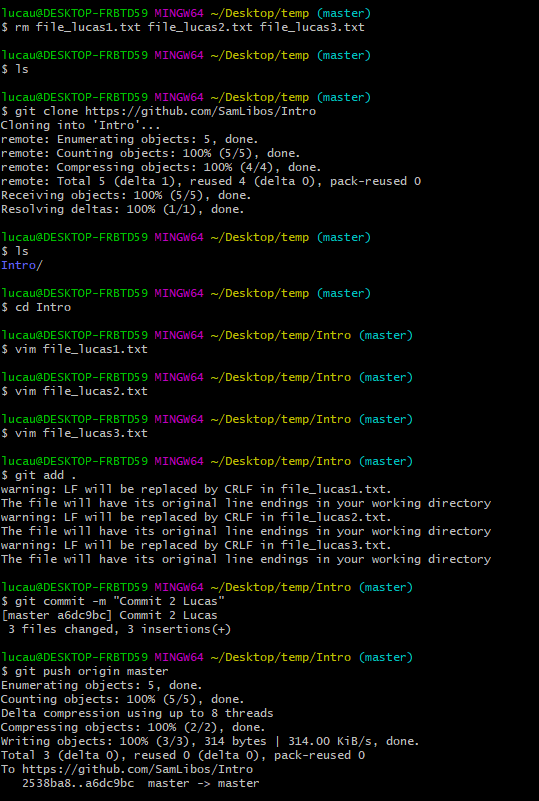 lucau@DESKTOP-FRBTD59 MINGW64 ~/Desktop/temp (master)
$ rm file_lucas1.txt file_lucas2.txt file_lucas3.txt
lucau@DESKTOP-FRBTD59 MINGW64 ~/Desktop/temp (master)
$ ls
lucau@DESKTOP-FRBTD59 MINGW64 ~/Desktop/temp (master)
$ git clone https://github.com/SamLibos/Intro
Cloning into 'Intro'...
remote: Enumerating objects: 5, done.
remote: Counting objects: 100% (5/5), done.
remote: Compressing objects: 100% (4/4), done.
remote: Total 5 (delta 1), reused 4 (delta 0), pack-reused 0
Receiving objects: 100% (5/5), done.
Resolving deltas: 100% (1/1), done.
lucau@DESKTOP-FRBTD59 MINGW64 ~/Desktop/temp (master)
$ ls
Intro/
lucau@DESKTOP-FRBTD59 MINGW64 ~/Desktop/temp (master)
$ cd Intro
lucau@DESKTOP-FRBTD59 MINGW64 ~/Desktop/temp/Intro (master)
$ vim file_lucas1.txt
lucau@DESKTOP-FRBTD59 MINGW64 ~/Desktop/temp/Intro (master)
$ vim file_lucas2.txt
lucau@DESKTOP-FRBTD59 MINGW64 ~/Desktop/temp/Intro (master)
$ vim file_lucas3.txt
lucau@DESKTOP-FRBTD59 MINGW64 ~/Desktop/temp/Intro (master)
$ git add .
warning: LF will be replaced by CRLF in file_lucas1.txt.
The file will have its original line endings in your working directory
warning: LF will be replaced by CRLF in file_lucas2.txt.
The file will have its original line endings in your working directory
warning: LF will be replaced by CRLF in file_lucas3.txt.
The file will have its original line endings in your working directory
lucau@DESKTOP-FRBTD59 MINGW64 ~/Desktop/temp/Intro (master)
$ git commit -m "Commit 2 Lucas"
[master a6dc9bc] Commit 2 Lucas
 3 files changed, 3 insertions(+)
lucau@DESKTOP-FRBTD59 MINGW64 ~/Desktop/temp/Intro (master)
$ git push origin master
Enumerating objects: 5, done.
Counting objects: 100% (5/5), done.
Delta compression using up to 8 threads
Compressing objects: 100% (2/2), done.
Writing objects: 100% (3/3), 314 bytes | 314.00 KiB/s, done.
Total 3 (delta 0), reused 0 (delta 0), pack-reused 0
To https://github.com/SamLibos/Intro
   2538ba8..a6dc9bc  master -> master